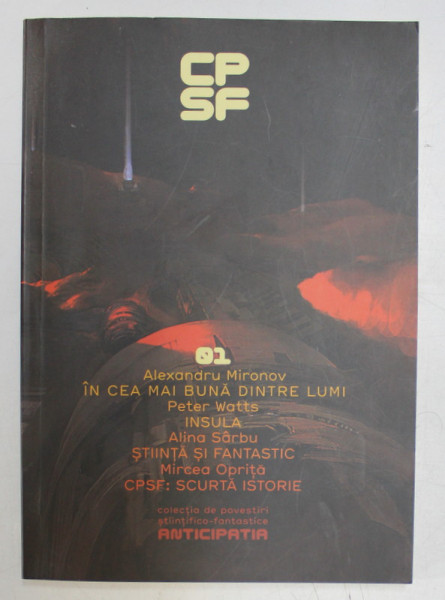 CP
SF
01
Alexandru Mironov
ÎN CEA MAI BUNĂ DINTRE LUMI
Peter Watts
INSULA
Alina Sârbu
ȘTIINȚĂ ȘI FANTASTIC
Mircea Opriță
CPSF: SCURTĂ ISTORIE
colecția de povestiri
științifico-fantastice
ANTICIPAȚIA